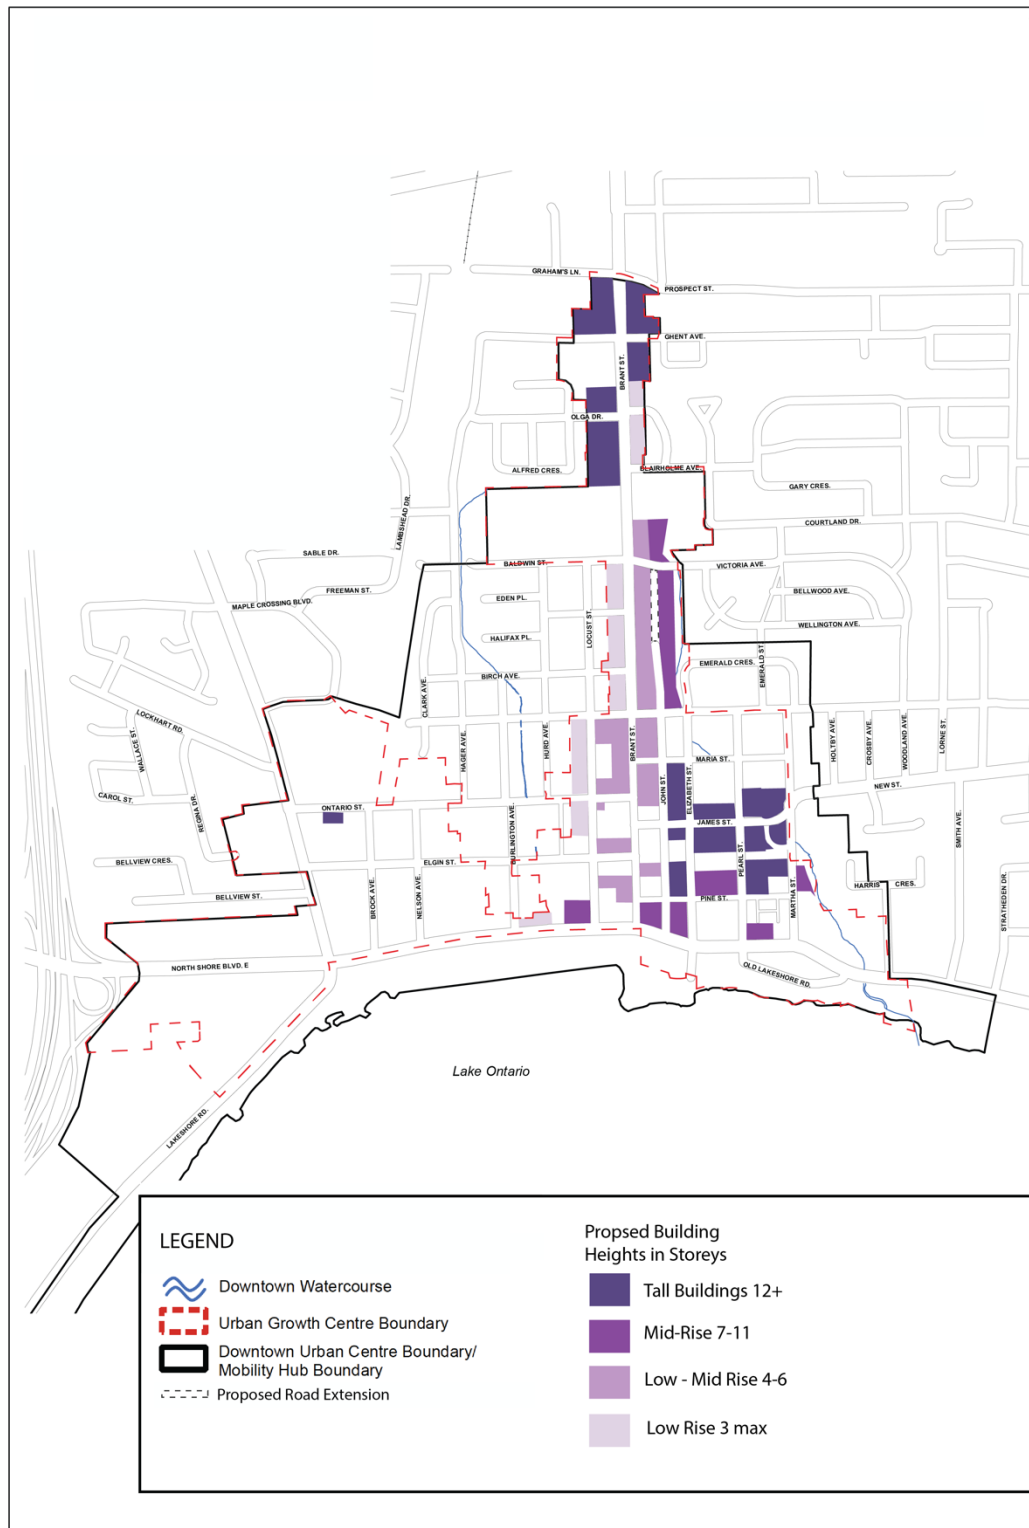 GRAHAM'S LN.
PROSPECT ST.
GHENT AVE.
BRANT ST.
OLGA DR.
ALFRED CRES.
BLAIRHOLME AVE.
GARY CRES.
LAMBSHEAD DR.
COURTLAND DR.
SABLE DR.
BALDWIN ST.
VICTORIA AVE.
FREEMAN ST.
BELLWOOD AVE.
MAPLE CROSSING BLVD.
EDEN PL.
WELLINGTON AVE.
LOCUST ST.
HALIFAX PL.
EMERALD CRES.
EMERALD ST.
BIRCH AVE.
CLARK AVE.
LOCKHART RD.
WALLACE ST.
HAGER AVE.
HURD AVE.
BRANT ST.
MARIA ST.
HOLTBY AVE.
CROSBY AVE.
WOODLAND AVE.
LORNE ST.
JOHN ST.
ELIZABETH ST.
NEW ST.
CAROL ST.
REGINA DR.
ONTARIO ST.
JAMES ST.
BURLINGTON AVE.
SMITH AVE.
BELLVIEW CRES.
ELGIN ST.
PEARL ST.
HARRIS CRES.
BELLVIEW ST.
BROCK AVE.
NELSON AVE.
PINE ST.
MARTHA ST.
STRATHEDEN DR.
NORTH SHORE BLVD. E
OLD LAKESHORE RD.
Lake Ontario
LAKESHORE RD.
LEGEND
Downtown Watercourse
Urban Growth Centre Boundary
Downtown Urban Centre Boundary/
Mobility Hub Boundary
Proposed Road Extension
Propsed Building
Heights in Storeys
Tall Buildings 12+
Mid-Rise 7-11
Low - Mid Rise 4-6
Low Rise 3 max